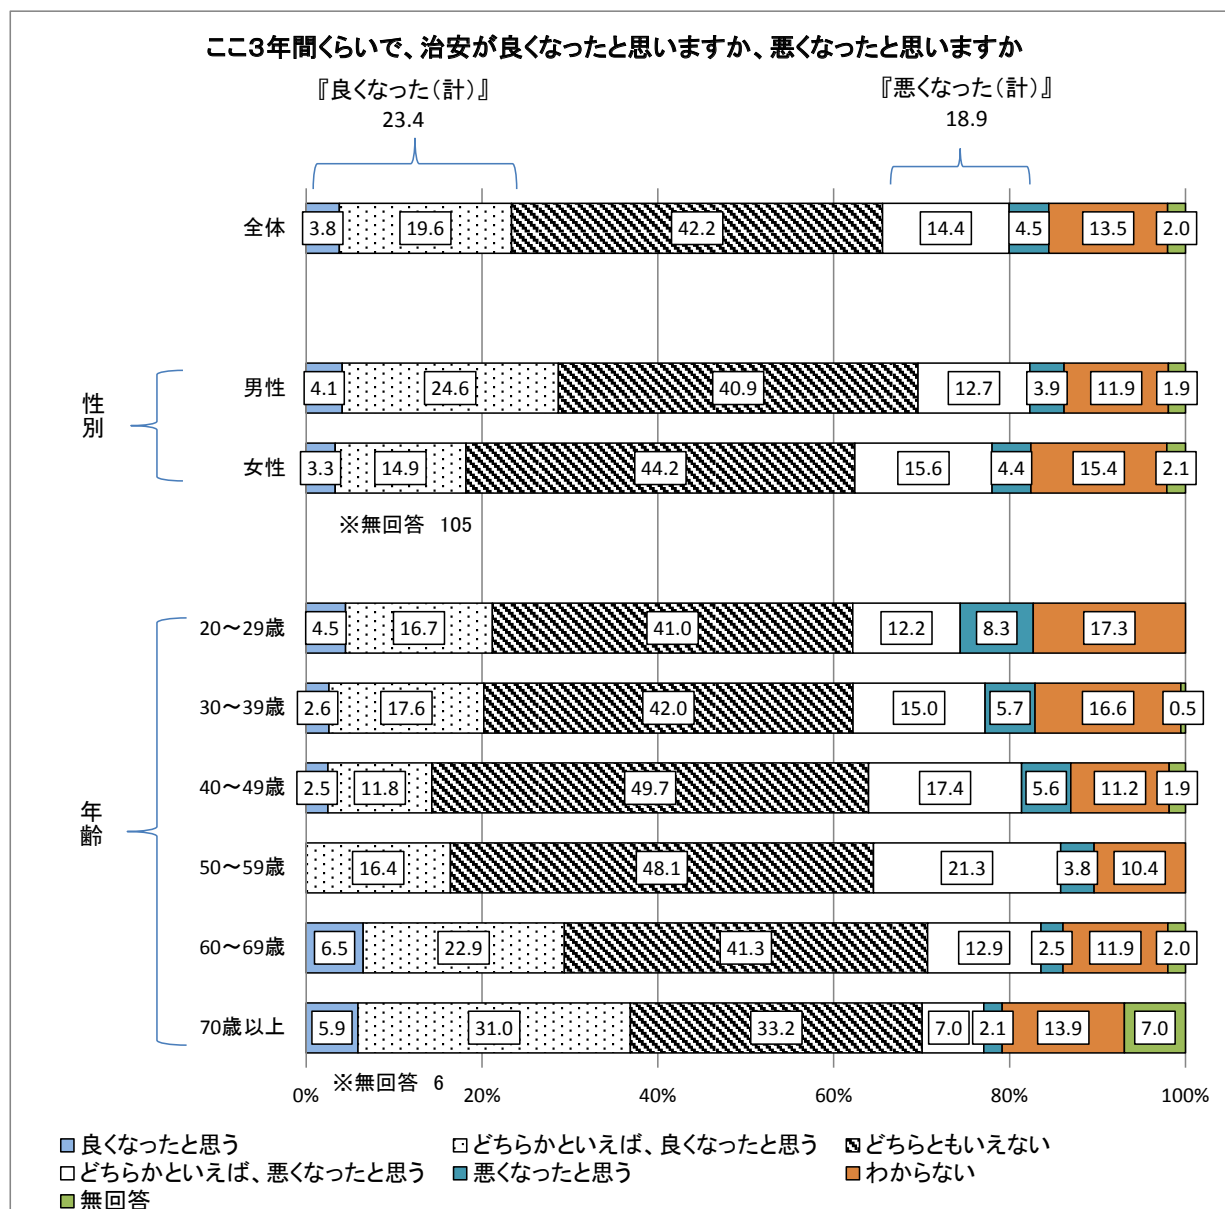 ここ3年間くらいで、治安が良くなったと思いますか、悪くなったと思いますか
『良くなった(計)』 『悪くなった(計)』
23.4 18.9
全体 3.8 19.6 42.2 14.4 4.5 13.5 2.0
性別
男性 4.1 24.6 40.9 12.7 3.9 11.9 1.9
女性 3.3 14.9 44.2 15.6 4.4 15.4 2.1
※無回答 105
年齢
20～29歳 4.5 16.7 41.0 12.2 8.3 17.3
30～39歳 2.6 17.6 42.0 15.0 5.7 16.6 0.5
40～49歳 2.5 11.8 49.7 17.4 5.6 11.2 1.9
50～59歳 16.4 48.1 21.3 3.8 10.4
60～69歳 6.5 22.9 41.3 12.9 2.5 11.9 2.0
70歳以上 5.9 31.0 33.2 7.0 2.1 13.9 7.0
※無回答 6
0% 20% 40% 60% 80% 100%
良くなったと思う どちらかといえば、良くなったと思う どちらともいえない
どちらかといえば、悪くなったと思う 悪くなったと思う わからない
無回答